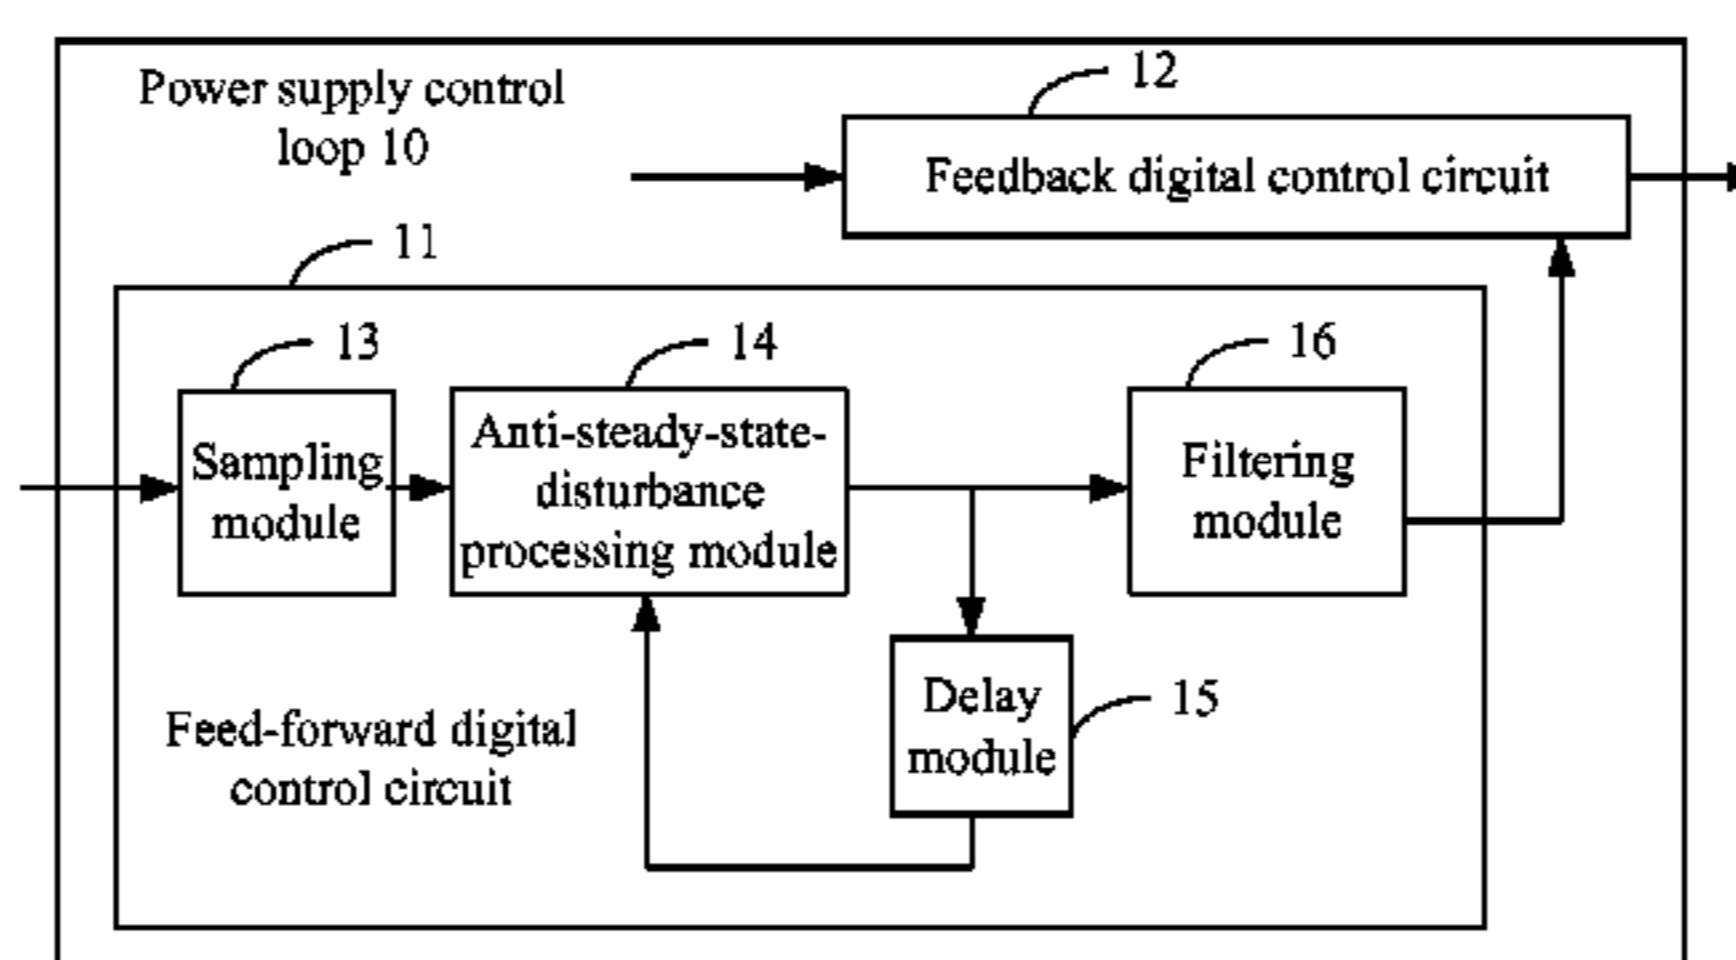 Power supply control
loop 10
12
Feedback digital control circuit
11
13
14
16
Sampling
module
Anti-steady-state-
disturbance
processing module
Filtering
module
Delay
module
15
Feed-forward digital
control circuit